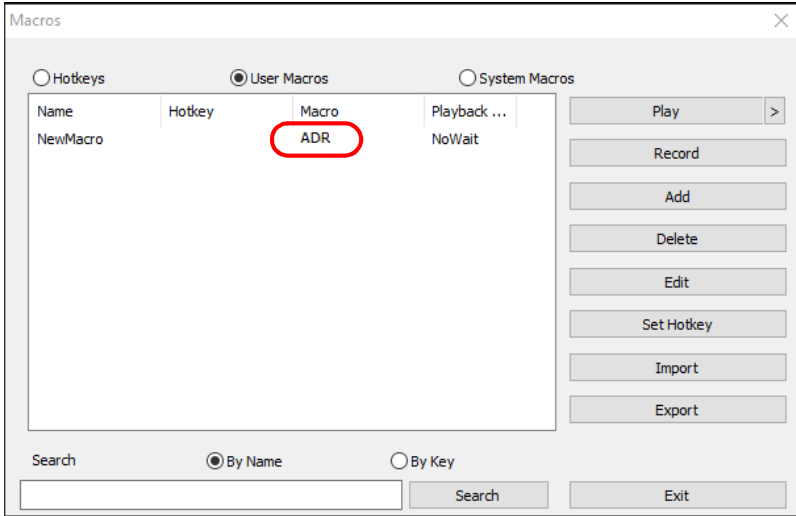 Macros
Hotkeys User Macros System Macros
Name Hotkey Macro Playback ...
NewMacro ADR NoWait
Play >
Record
Add
Delete
Edit
Set Hotkey
Import
Export
Search By Name By Key
Search Exit